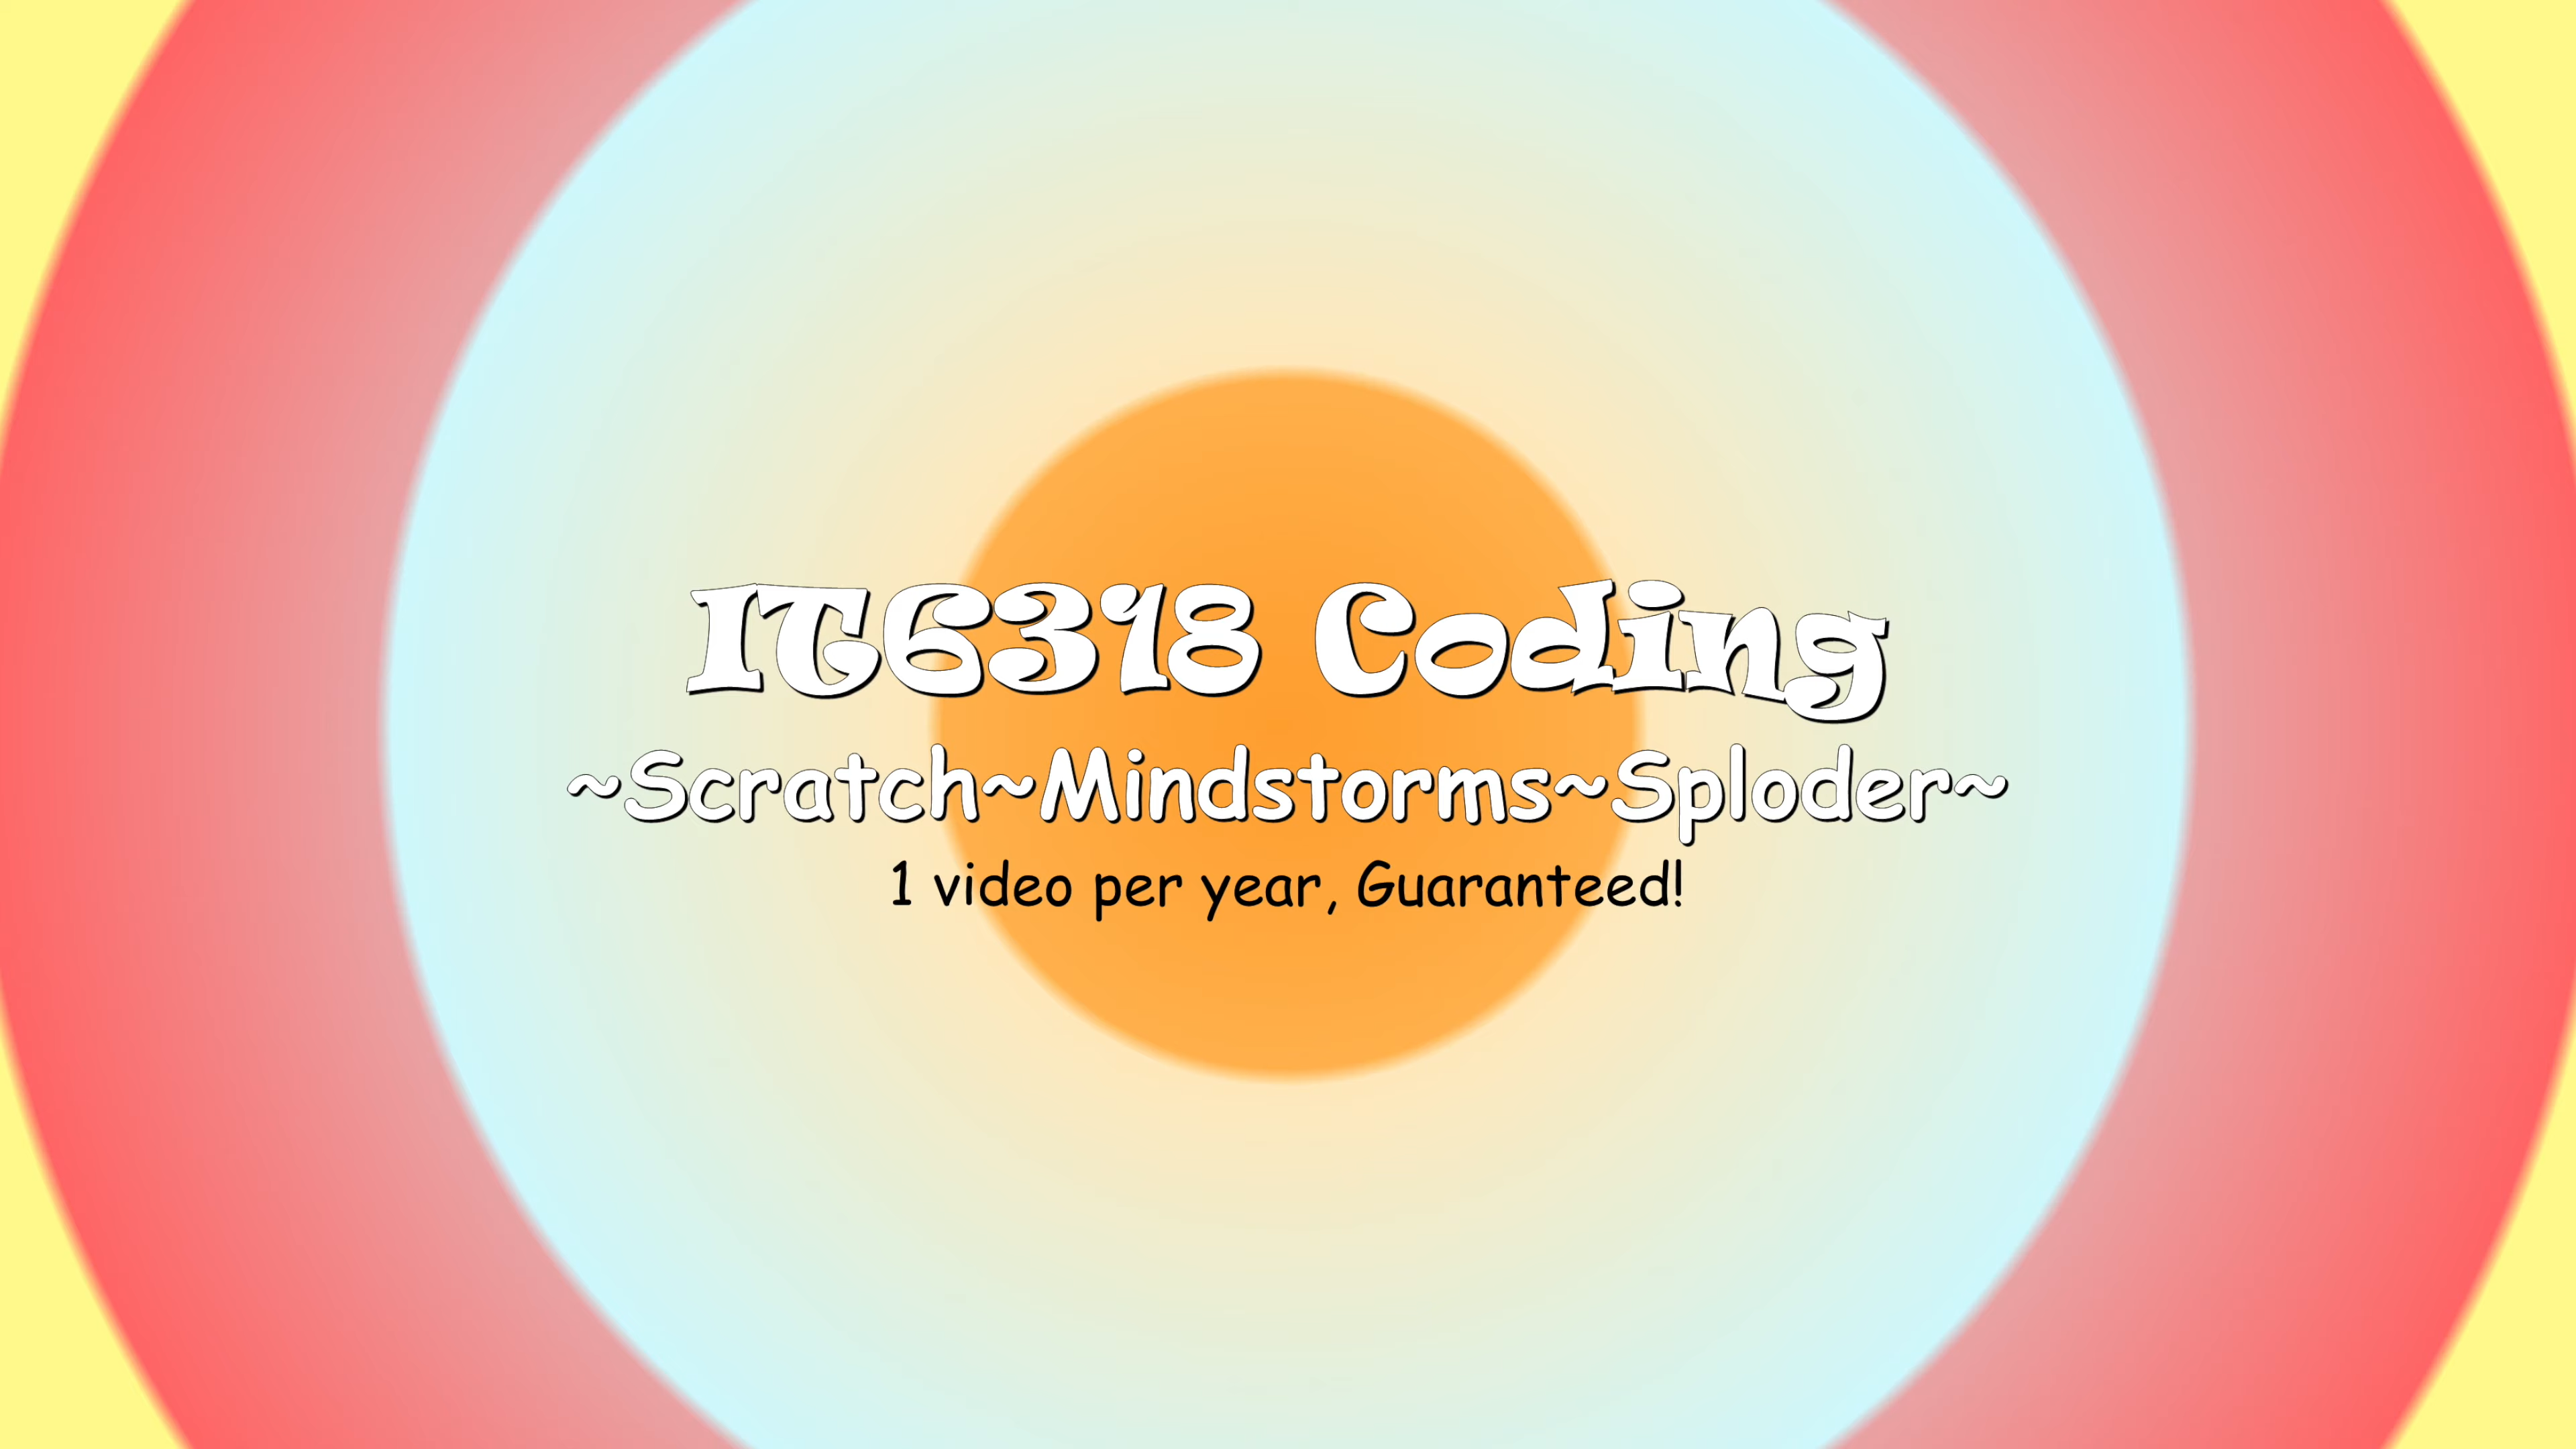 IT6318 Coding
~Scratch~Mindstorms~Sploder~
1 video per year, Guaranteed!